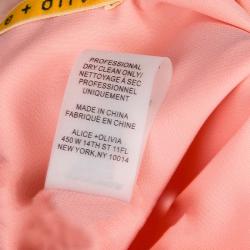 e + oliv
PROFESSIONAL
DRY CLEAN ONLY/
NETTOYAGE À SEC
PROFESSIONNEL
UNIQUEMENT
MADE IN CHINA
FABRIQUÉ EN CHINE
ALICE +OLIVIA
450 W 14TH ST 11FL
NEW YORK, NY 10014